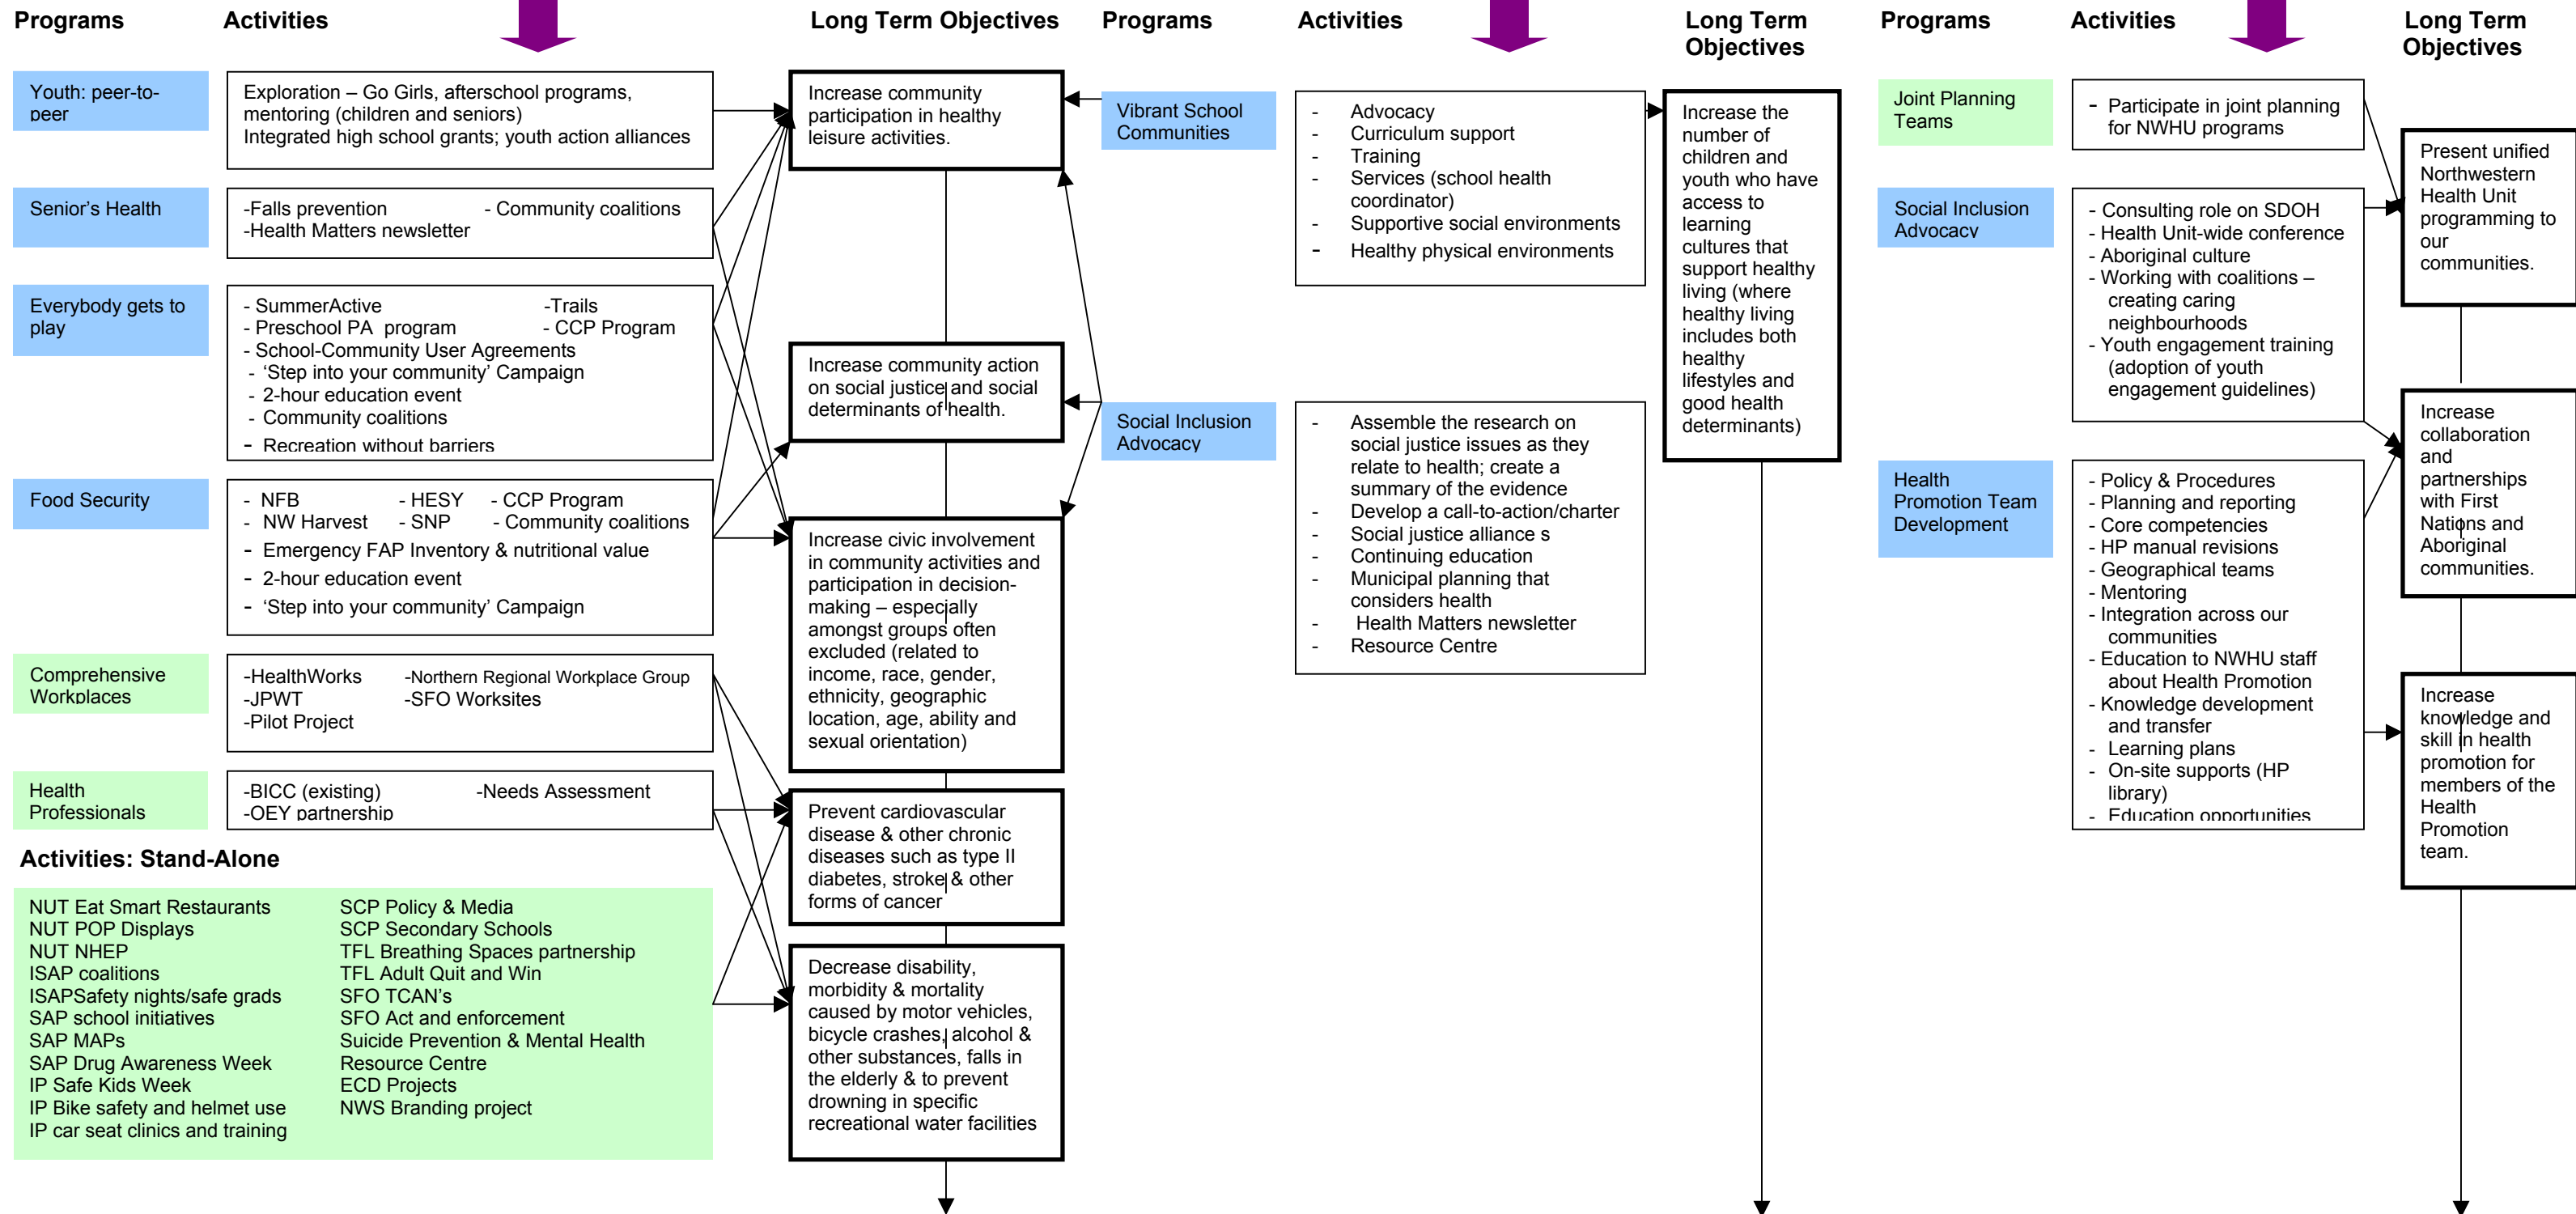 Programs
Activities
Long Term Objectives
Youth: peer-to-
peer
Exploration – Go Girls, afterschool programs,
mentoring (children and seniors)
Integrated high school grants; youth action alliances
Senior's Health
-Falls prevention - Community coalitions
-Health Matters newsletter
Everybody gets to
play
- SummerActive -Trails
- Preschool PA program - CCP Program
- School-Community User Agreements
- ‘Step into your community’ Campaign
- 2-hour education event
- Community coalitions
- Recreation without barriers
Food Security
- NFB - HESY - CCP Program
- NW Harvest - SNP - Community coalitions
- Emergency FAP Inventory & nutritional value
- 2-hour education event
- ‘Step into your community’ Campaign
Comprehensive
Workplaces
-HealthWorks -Northern Regional Workplace Group
-JPWT -SFO Worksites
-Pilot Project
Health
Professionals
-BICC (existing) -Needs Assessment
-OEY partnership
Activities: Stand-Alone
NUT Eat Smart Restaurants
NUT POP Displays
NUT NHEP
ISAP coalitions
ISAPSafety nights/safe grads
SAP school initiatives
SAP MAPs
SAP Drug Awareness Week
IP Safe Kids Week
IP Bike safety and helmet use
IP car seat clinics and training
SCP Policy & Media
SCP Secondary Schools
TFL Breathing Spaces partnership
TFL Adult Quit and Win
SFO TCAN's
SFO Act and enforcement
Suicide Prevention & Mental Health
Resource Centre
ECD Projects
NWS Branding project
Increase community
participation in healthy
leisure activities.
Increase community action
on social justice and social
determinants of health.
Increase civic involvement
in community activities and
participation in decision-
making – especially
amongst groups often
excluded (related to
income, race, gender,
ethnicity, geographic
location, age, ability and
sexual orientation)
Prevent cardiovascular
disease & other chronic
diseases such as type II
diabetes, stroke & other
forms of cancer
Decrease disability,
morbidity & mortality
caused by motor vehicles,
bicycle crashes, alcohol &
other substances, falls in
the elderly & to prevent
drowning in specific
recreational water facilities
Programs
Activities
Long Term
Objectives
Vibrant School
Communities
- Advocacy
- Curriculum support
- Training
- Services (school health
coordinator)
- Supportive social environments
- Healthy physical environments
Social Inclusion
Advocacy
- Assemble the research on
social justice issues as they
relate to health; create a
summary of the evidence
- Develop a call-to-action/charter
- Social justice alliance s
- Continuing education
- Municipal planning that
considers health
- Health Matters newsletter
- Resource Centre
Increase the
number of
children and
youth who have
access to
learning
cultures that
support healthy
living (where
healthy living
includes both
healthy
lifestyles and
good health
determinants)
Programs
Activities
Long Term
Objectives
Joint Planning
Teams
- Participate in joint planning
for NWHU programs
Social Inclusion
Advocacy
- Consulting role on SDOH
- Health Unit-wide conference
- Aboriginal culture
- Working with coalitions –
creating caring
neighbourhoods
- Youth engagement training
(adoption of youth
engagement guidelines)
Health
Promotion Team
Development
- Policy & Procedures
- Planning and reporting
- Core competencies
- HP manual revisions
- Geographical teams
- Mentoring
- Integration across our
communities
- Education to NWHU staff
about Health Promotion
- Knowledge development
and transfer
- Learning plans
- On-site supports (HP
library)
- Education opportunities
Present unified
Northwestern
Health Unit
programming to
our
communities.
Increase
collaboration
and
partnerships
with First
Nations and
Aboriginal
communities.
Increase
knowledge and
skill in health
promotion for
members of the
Health
Promotion
team.